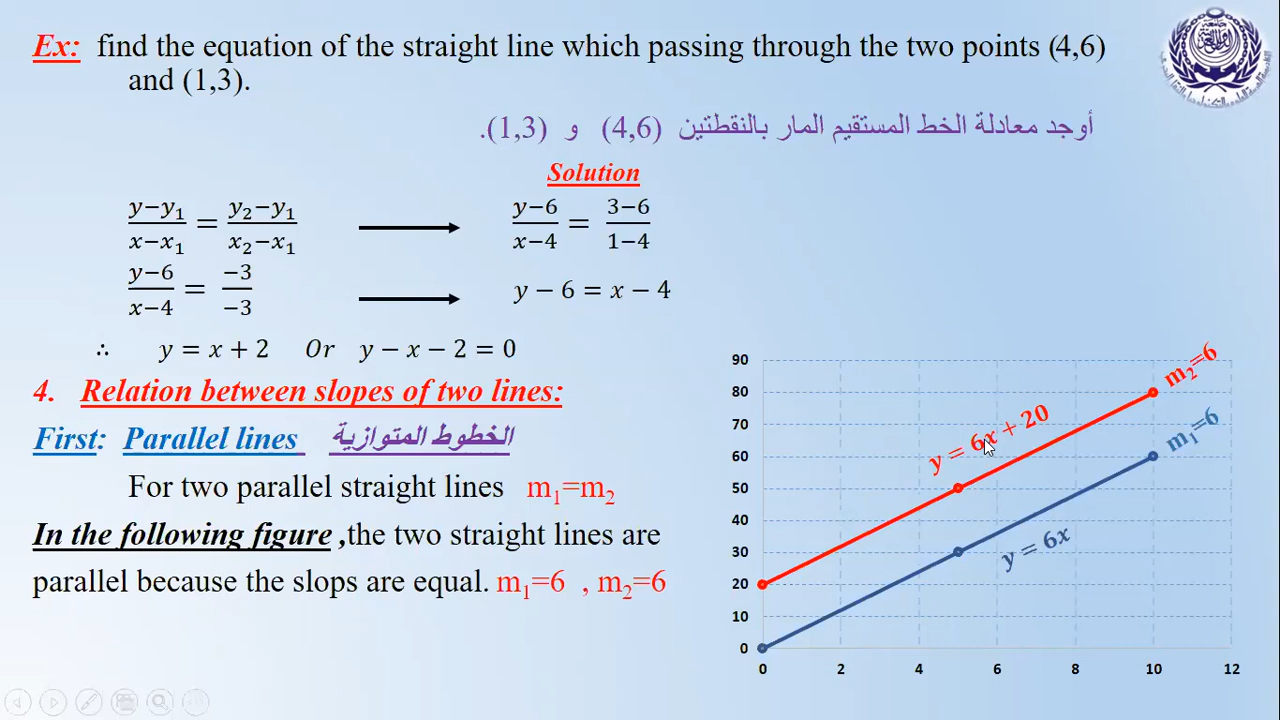 Ex: find the equation of the straight line which passing through the two points (4,6)
and (1,3).
أوجد معادلة الخط المستقيم المار بالنقطتين (4,6) و (1,3).
Solution
y−y₁/x−x₁ = y₂−y₁/x₂−x₁ y−6/x−4 = 3−6/1−4
y−6/x−4 = −3/−3 y − 6 = x − 4
∴ y = x + 2 Or y − x − 2 = 0
4. Relation between slopes of two lines:
First: Parallel lines الخطوط المتوازية
For two parallel straight lines m₁=m₂
In the following figure ,the two straight lines are
parallel because the slops are equal. m₁=6 , m₂=6
90
80
70
60
50
40
30
20
10
0
0 2 4 6 8 10 12
m₂=6
y = 6x + 20
m₁=6
y = 6x